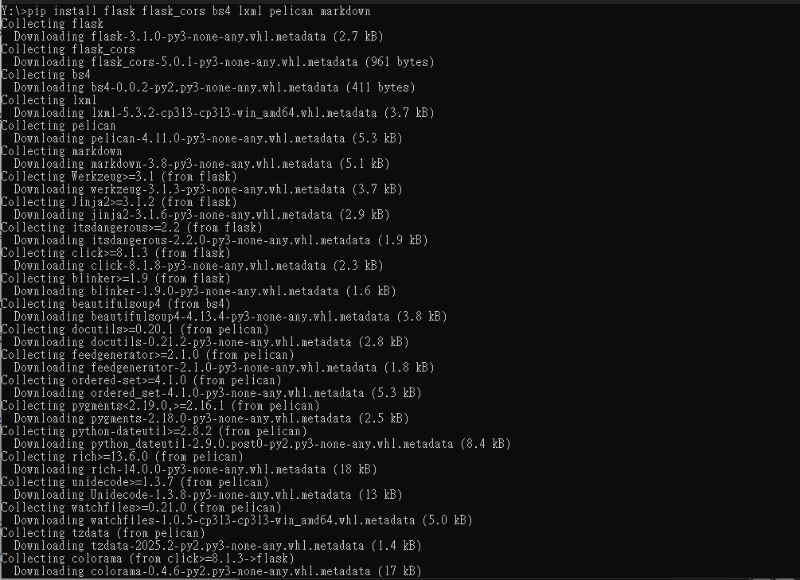 Y:\>pip install flask flask_cors bs4 lxml pelican markdown
Collecting flask
  Downloading flask-3.1.0-py3-none-any.whl.metadata (2.7 kB)
Collecting flask_cors
  Downloading flask_cors-5.0.1-py3-none-any.whl.metadata (961 bytes)
Collecting bs4
  Downloading bs4-0.0.2-py2.py3-none-any.whl.metadata (411 bytes)
Collecting lxml
  Downloading lxml-5.3.2-cp313-cp313-win_amd64.whl.metadata (3.7 kB)
Collecting pelican
  Downloading pelican-4.11.0-py3-none-any.whl.metadata (5.3 kB)
Collecting markdown
  Downloading markdown-3.8-py3-none-any.whl.metadata (5.1 kB)
Collecting Werkzeug>=3.1 (from flask)
  Downloading werkzeug-3.1.3-py3-none-any.whl.metadata (3.7 kB)
Collecting Jinja2>=3.1.2 (from flask)
  Downloading jinja2-3.1.6-py3-none-any.whl.metadata (2.9 kB)
Collecting itsdangerous>=2.2 (from flask)
  Downloading itsdangerous-2.2.0-py3-none-any.whl.metadata (1.9 kB)
Collecting click>=8.1.3 (from flask)
  Downloading click-8.1.8-py3-none-any.whl.metadata (2.3 kB)
Collecting blinker>=1.9 (from flask)
  Downloading blinker-1.9.0-py3-none-any.whl.metadata (1.6 kB)
Collecting beautifulsoup4 (from bs4)
  Downloading beautifulsoup4-4.13.4-py3-none-any.whl.metadata (3.8 kB)
Collecting docutils>=0.20.1 (from pelican)
  Downloading docutils-0.21.2-py3-none-any.whl.metadata (2.8 kB)
Collecting feedgenerator>=2.1.0 (from pelican)
  Downloading feedgenerator-2.1.0-py3-none-any.whl.metadata (1.8 kB)
Collecting ordered-set>=4.1.0 (from pelican)
  Downloading ordered_set-4.1.0-py3-none-any.whl.metadata (5.3 kB)
Collecting pygments<2.19.0,>=2.16.1 (from pelican)
  Downloading pygments-2.18.0-py3-none-any.whl.metadata (2.5 kB)
Collecting python-dateutil>=2.8.2 (from pelican)
  Downloading python_dateutil-2.9.0.post0-py2.py3-none-any.whl.metadata (8.4 kB)
Collecting rich>=13.6.0 (from pelican)
  Downloading rich-14.0.0-py3-none-any.whl.metadata (18 kB)
Collecting unidecode>=1.3.7 (from pelican)
  Downloading Unidecode-1.3.8-py3-none-any.whl.metadata (13 kB)
Collecting watchfiles>=0.21.0 (from pelican)
  Downloading watchfiles-1.0.5-cp313-cp313-win_amd64.whl.metadata (5.0 kB)
Collecting tzdata (from pelican)
  Downloading tzdata-2025.2-py2.py3-none-any.whl.metadata (1.4 kB)
Collecting colorama (from click>=8.1.3->flask)
  Downloading colorama-0.4.6-py2.py3-none-any.whl.metadata (17 kB)